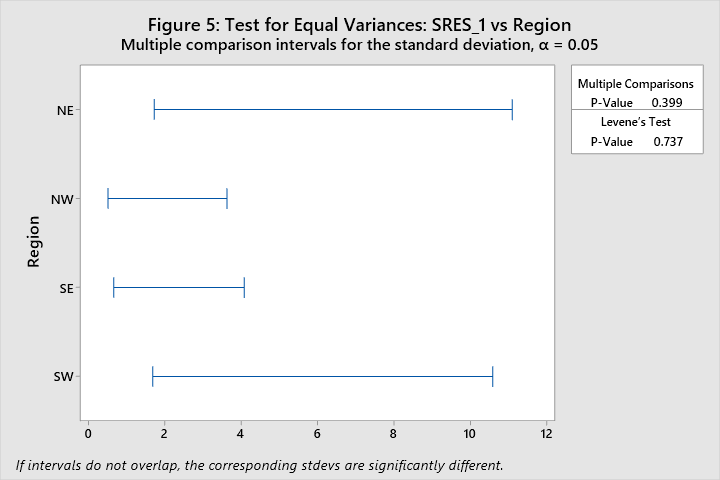 Figure 5: Test for Equal Variances: SRES_1 vs Region
Multiple comparison intervals for the standard deviation, α = 0.05
Multiple Comparisons
P-Value 0.399
Levene's Test
P-Value 0.737
Region
NE
NW
SE
SW
0 2 4 6 8 10 12
If intervals do not overlap, the corresponding stdevs are significantly different.